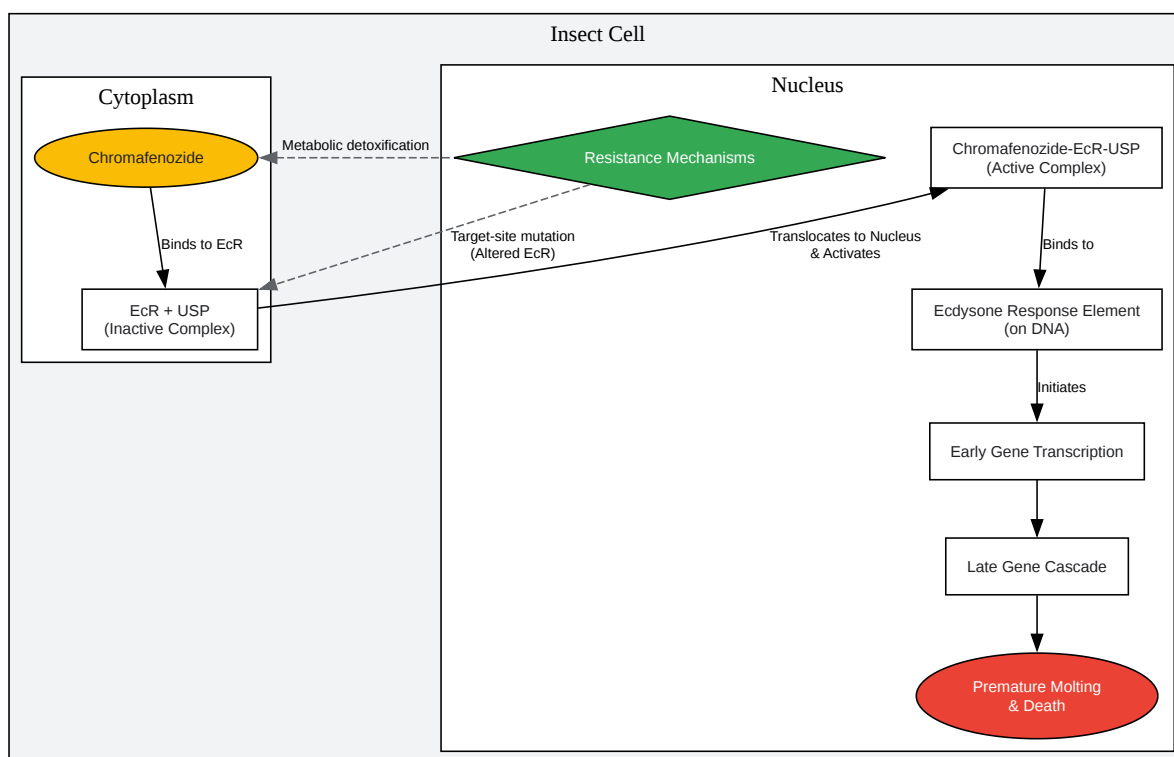 Insect Cell
Cytoplasm
Nucleus
Chromafenozide
Metabolic detoxification
Resistance Mechanisms
Chromafenozide-EcR-USP
(Active Complex)
Binds to EcR
Target-site mutation
(Altered EcR)
Translocates to Nucleus
& Activates
Binds to
EcR + USP
(Inactive Complex)
Ecdysone Response Element
(on DNA)
Initiates
Early Gene Transcription
Late Gene Cascade
Premature Molting
& Death